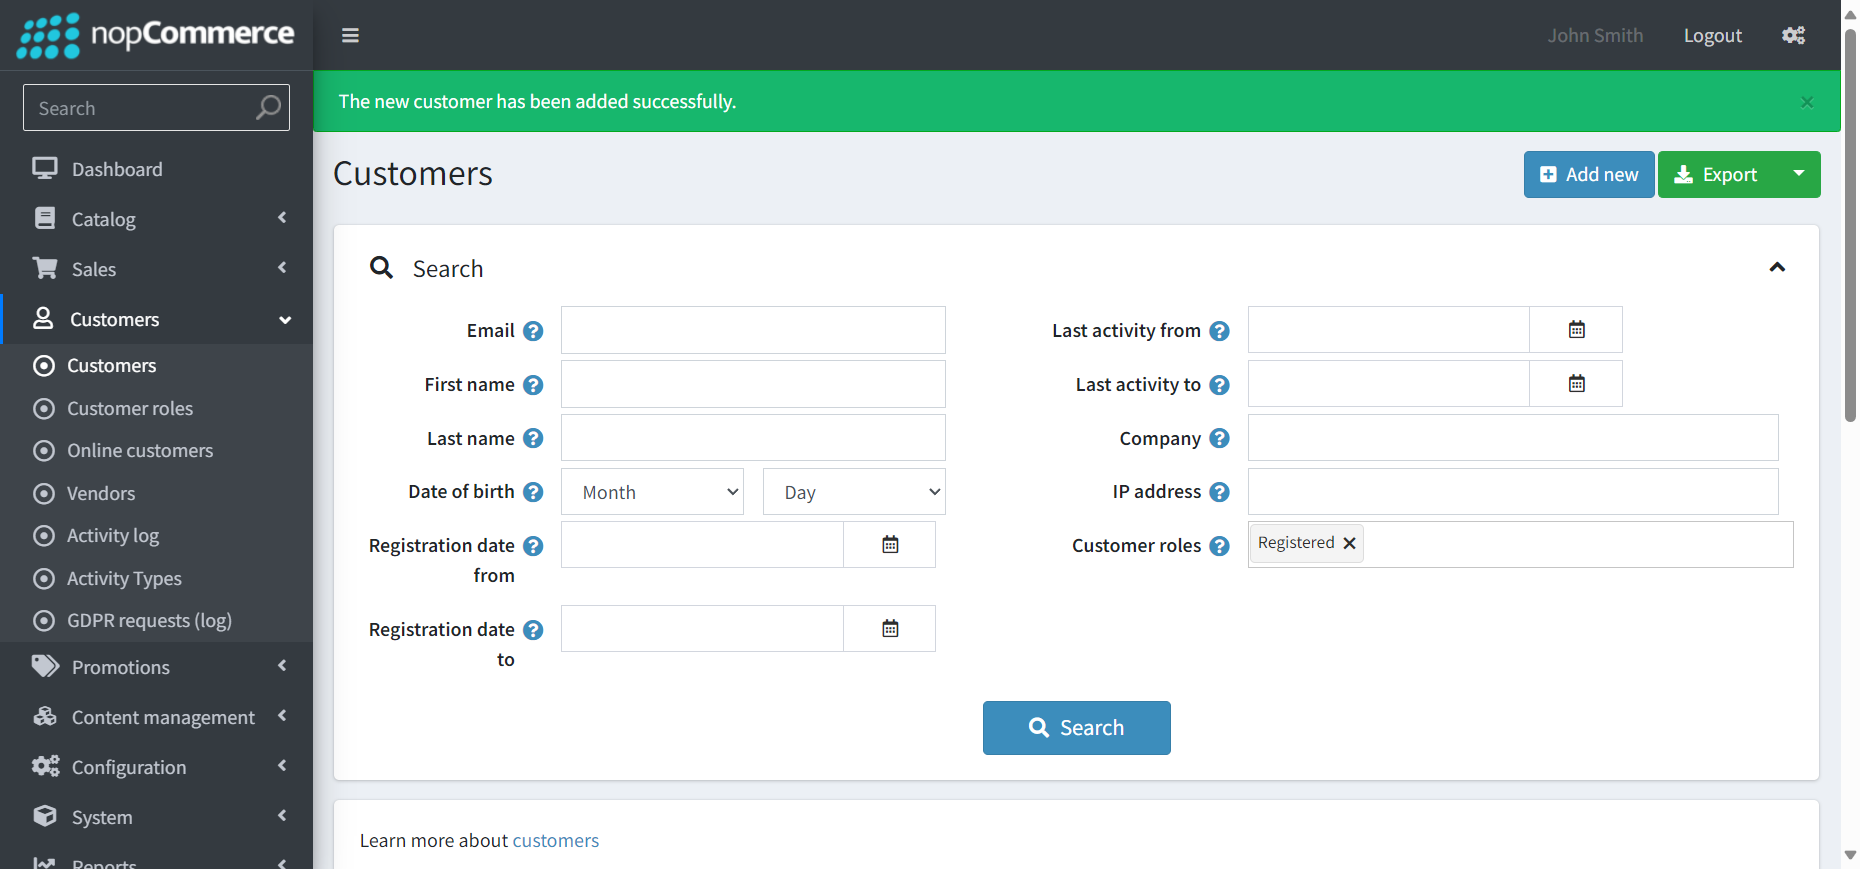 nopCommerce
John Smith
Logout
Search
The new customer has been added successfully.
×
Dashboard
Catalog
Sales
Customers
Customers
Customer roles
Online customers
Vendors
Activity log
Activity Types
GDPR requests (log)
Promotions
Content management
Configuration
System
Reports
Customers
Add new
Export
Search
Email ?
First name ?
Last name ?
Date of birth ?
Month
Day
Registration date ?
from
Registration date ?
to
Last activity from ?
Last activity to ?
Company ?
IP address ?
Customer roles ?
Registered ×
Search
Learn more about customers